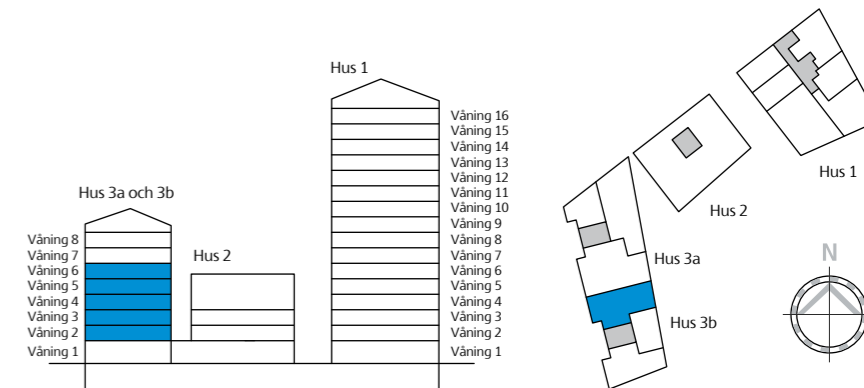 Hus 1
Våning 16
Våning 15
Våning 14
Våning 13
Våning 12
Våning 11
Våning 10
Våning 9
Våning 8
Våning 7
Våning 6
Våning 5
Våning 4
Våning 3
Våning 2
Våning 1
Hus 3a och 3b
Våning 8
Våning 7
Våning 6
Våning 5
Våning 4
Våning 3
Våning 2
Våning 1
Hus 2
Hus 1
Hus 2
Hus 3a
Hus 3b
N